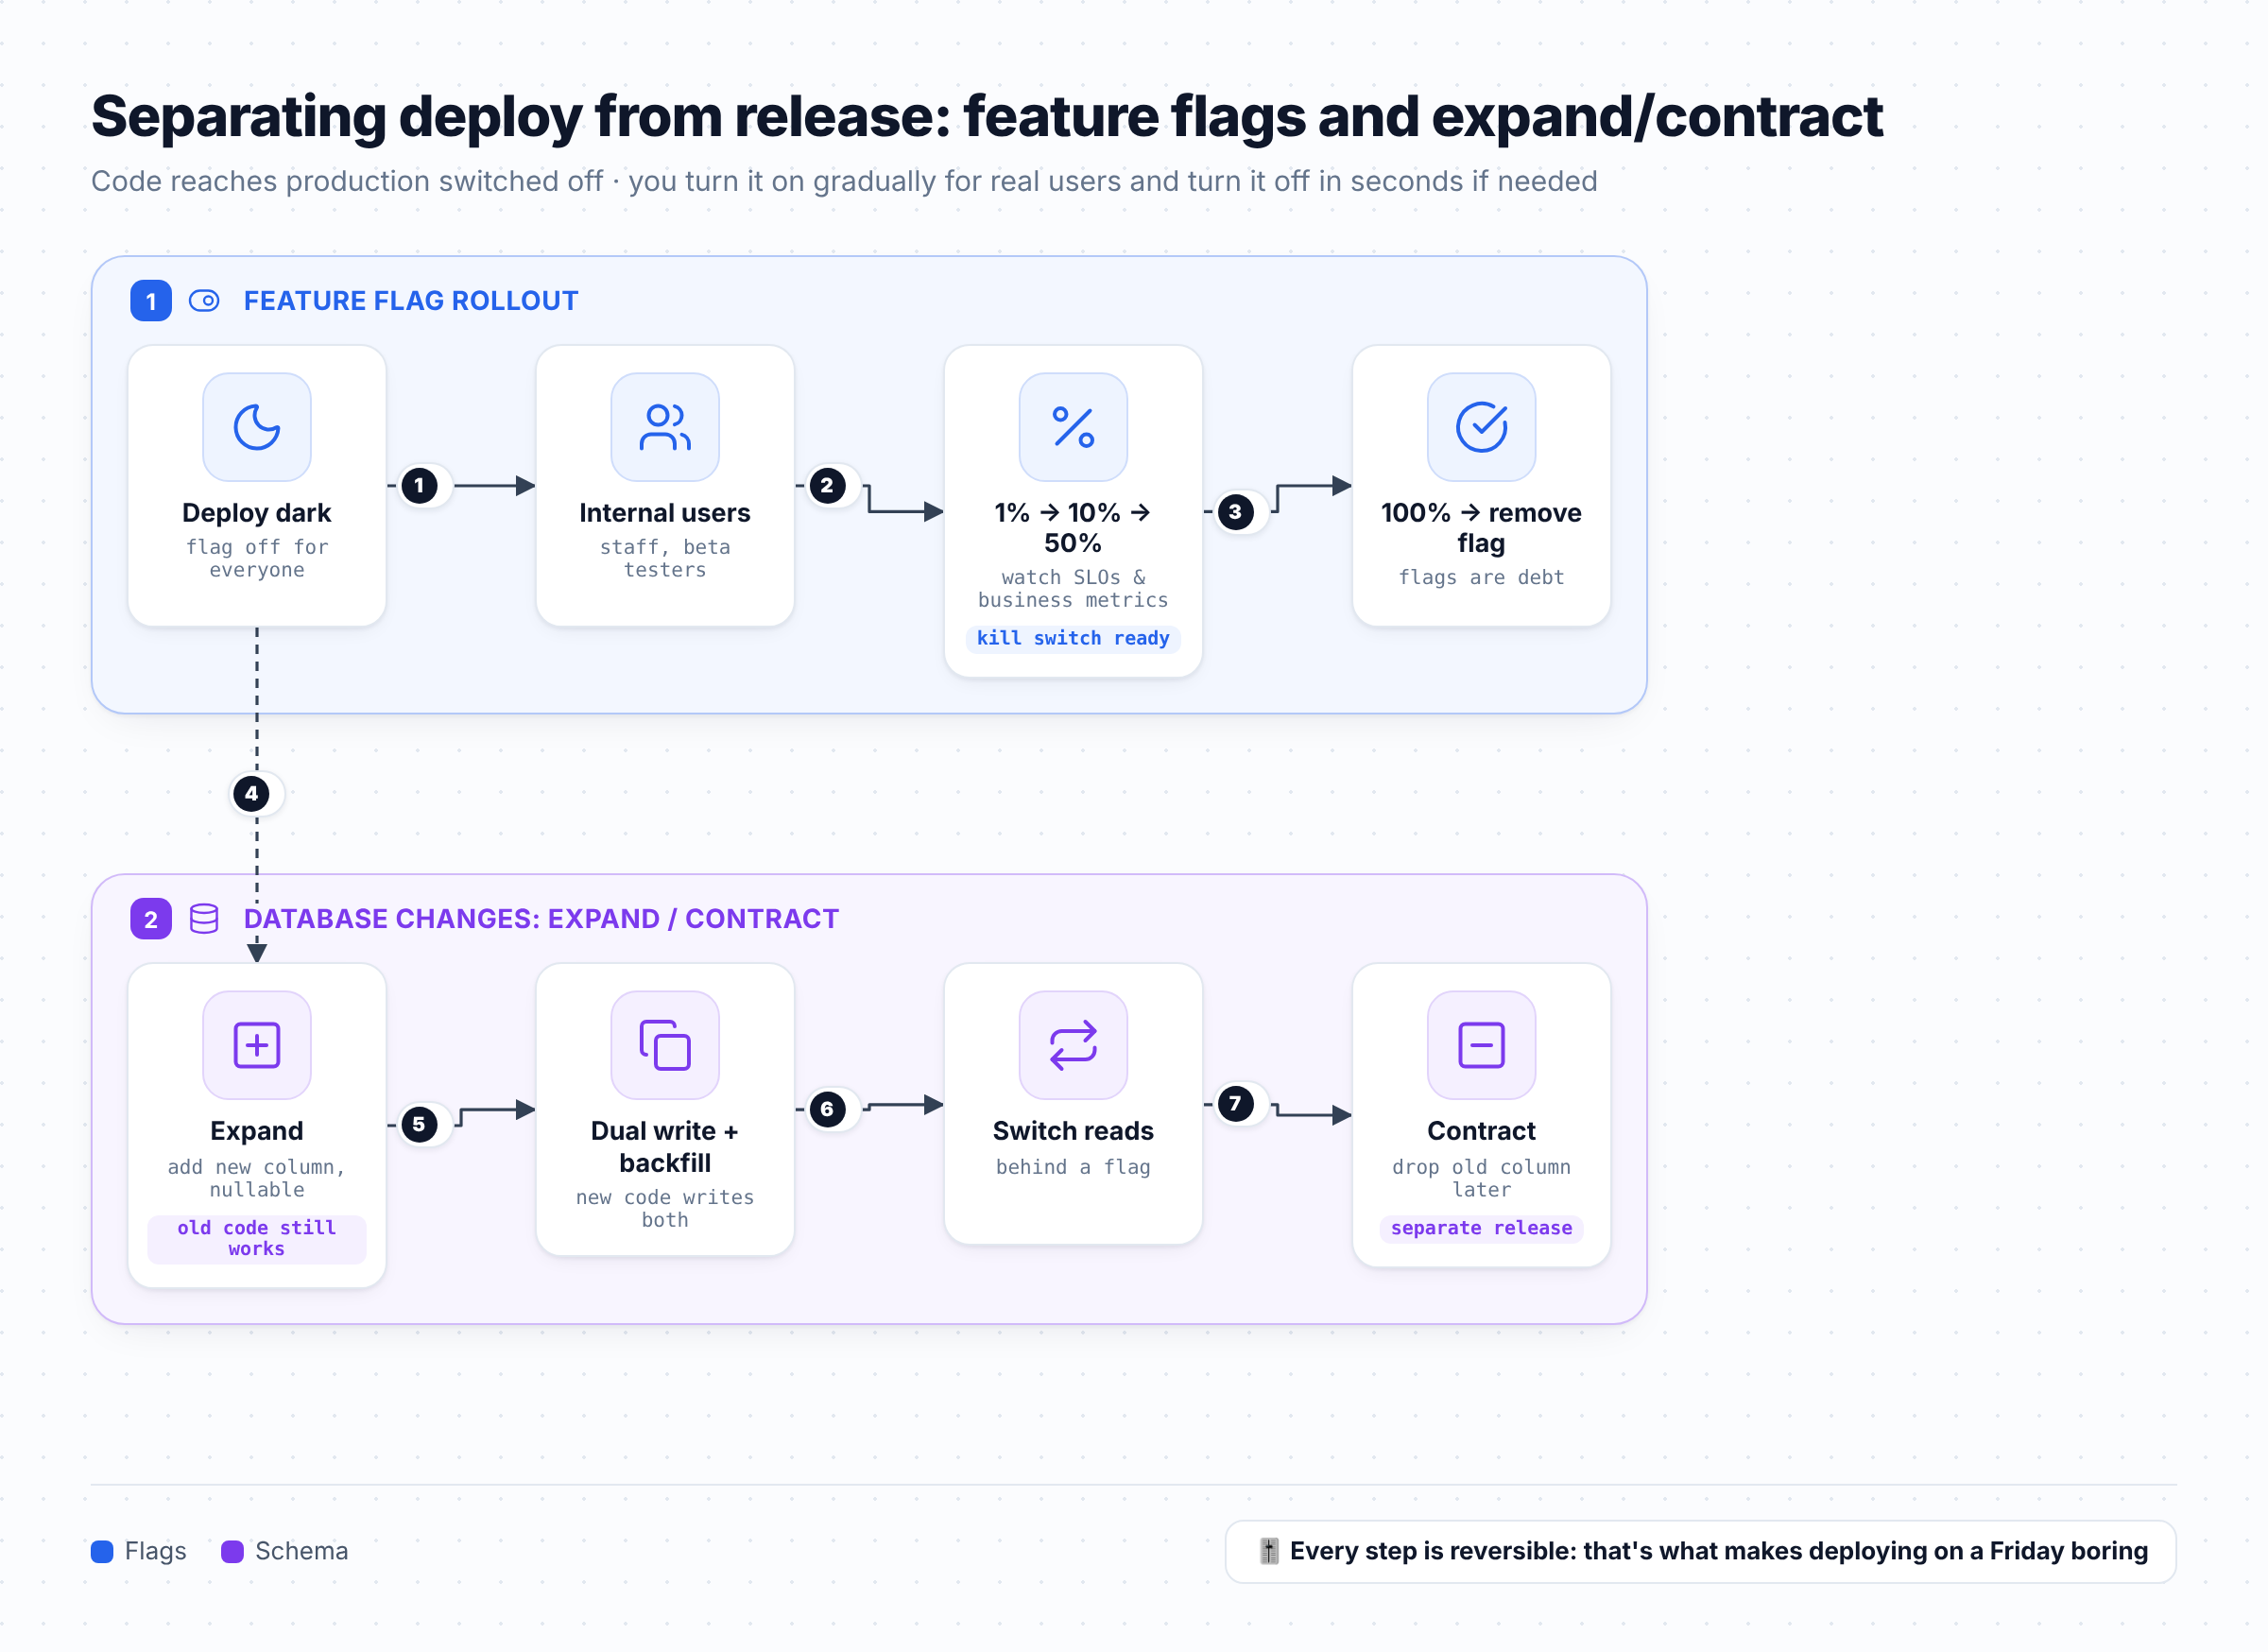 Separating deploy from release: feature flags and expand/contract
Code reaches production switched off · you turn it on gradually for real users and turn it off in seconds if needed
1 FEATURE FLAG ROLLOUT
Deploy dark
flag off for
everyone
1
Internal users
staff, beta
testers
2
1% → 10% →
50%
watch SLOs &
business metrics
kill switch ready
3
100% → remove
flag
flags are debt
4
2 DATABASE CHANGES: EXPAND / CONTRACT
Expand
add new column,
nullable
old code still
works
5
Dual write +
backfill
new code writes
both
6
Switch reads
behind a flag
7
Contract
drop old column
later
separate release
Flags
Schema
Every step is reversible: that's what makes deploying on a Friday boring